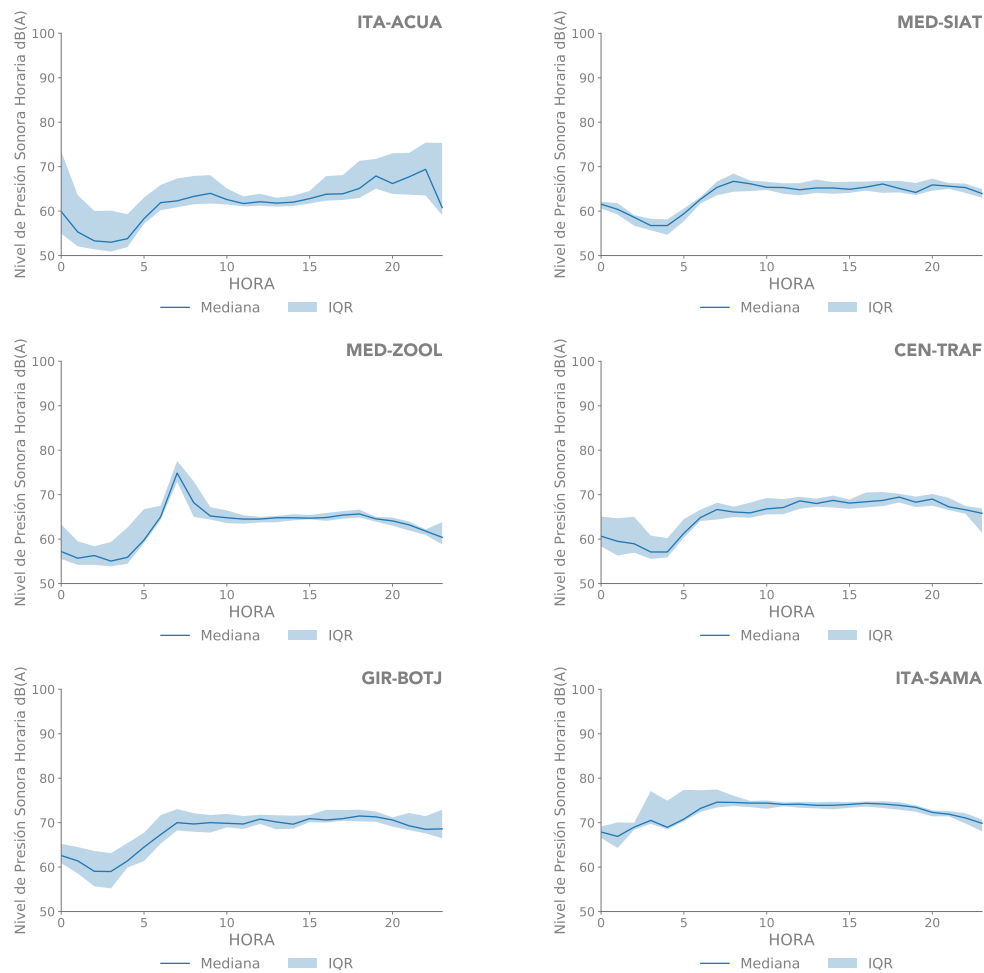 ITA-ACUA
Nivel de Presión Sonora Horaria dB(A)
100
90
80
70
60
50
0 5 10 15 20
HORA
Mediana IQR
MED-SIAT
Nivel de Presión Sonora Horaria dB(A)
100
90
80
70
60
50
0 5 10 15 20
HORA
Mediana IQR
MED-ZOOL
Nivel de Presión Sonora Horaria dB(A)
100
90
80
70
60
50
0 5 10 15 20
HORA
Mediana IQR
CEN-TRAF
Nivel de Presión Sonora Horaria dB(A)
100
90
80
70
60
50
0 5 10 15 20
HORA
Mediana IQR
GIR-BOTJ
Nivel de Presión Sonora Horaria dB(A)
100
90
80
70
60
50
0 5 10 15 20
HORA
Mediana IQR
ITA-SAMA
Nivel de Presión Sonora Horaria dB(A)
100
90
80
70
60
50
0 5 10 15 20
HORA
Mediana IQR